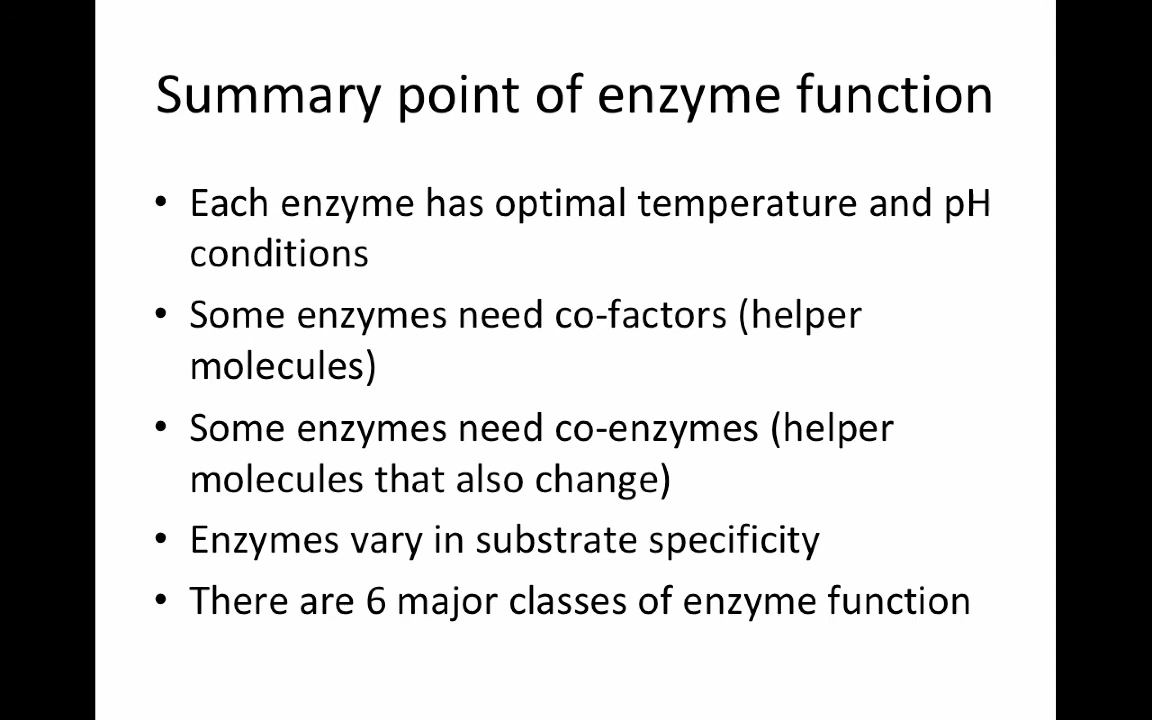 Summary point of enzyme function
• Each enzyme has optimal temperature and pH
conditions
• Some enzymes need co-factors (helper
molecules)
• Some enzymes need co-enzymes (helper
molecules that also change)
• Enzymes vary in substrate specificity
• There are 6 major classes of enzyme function